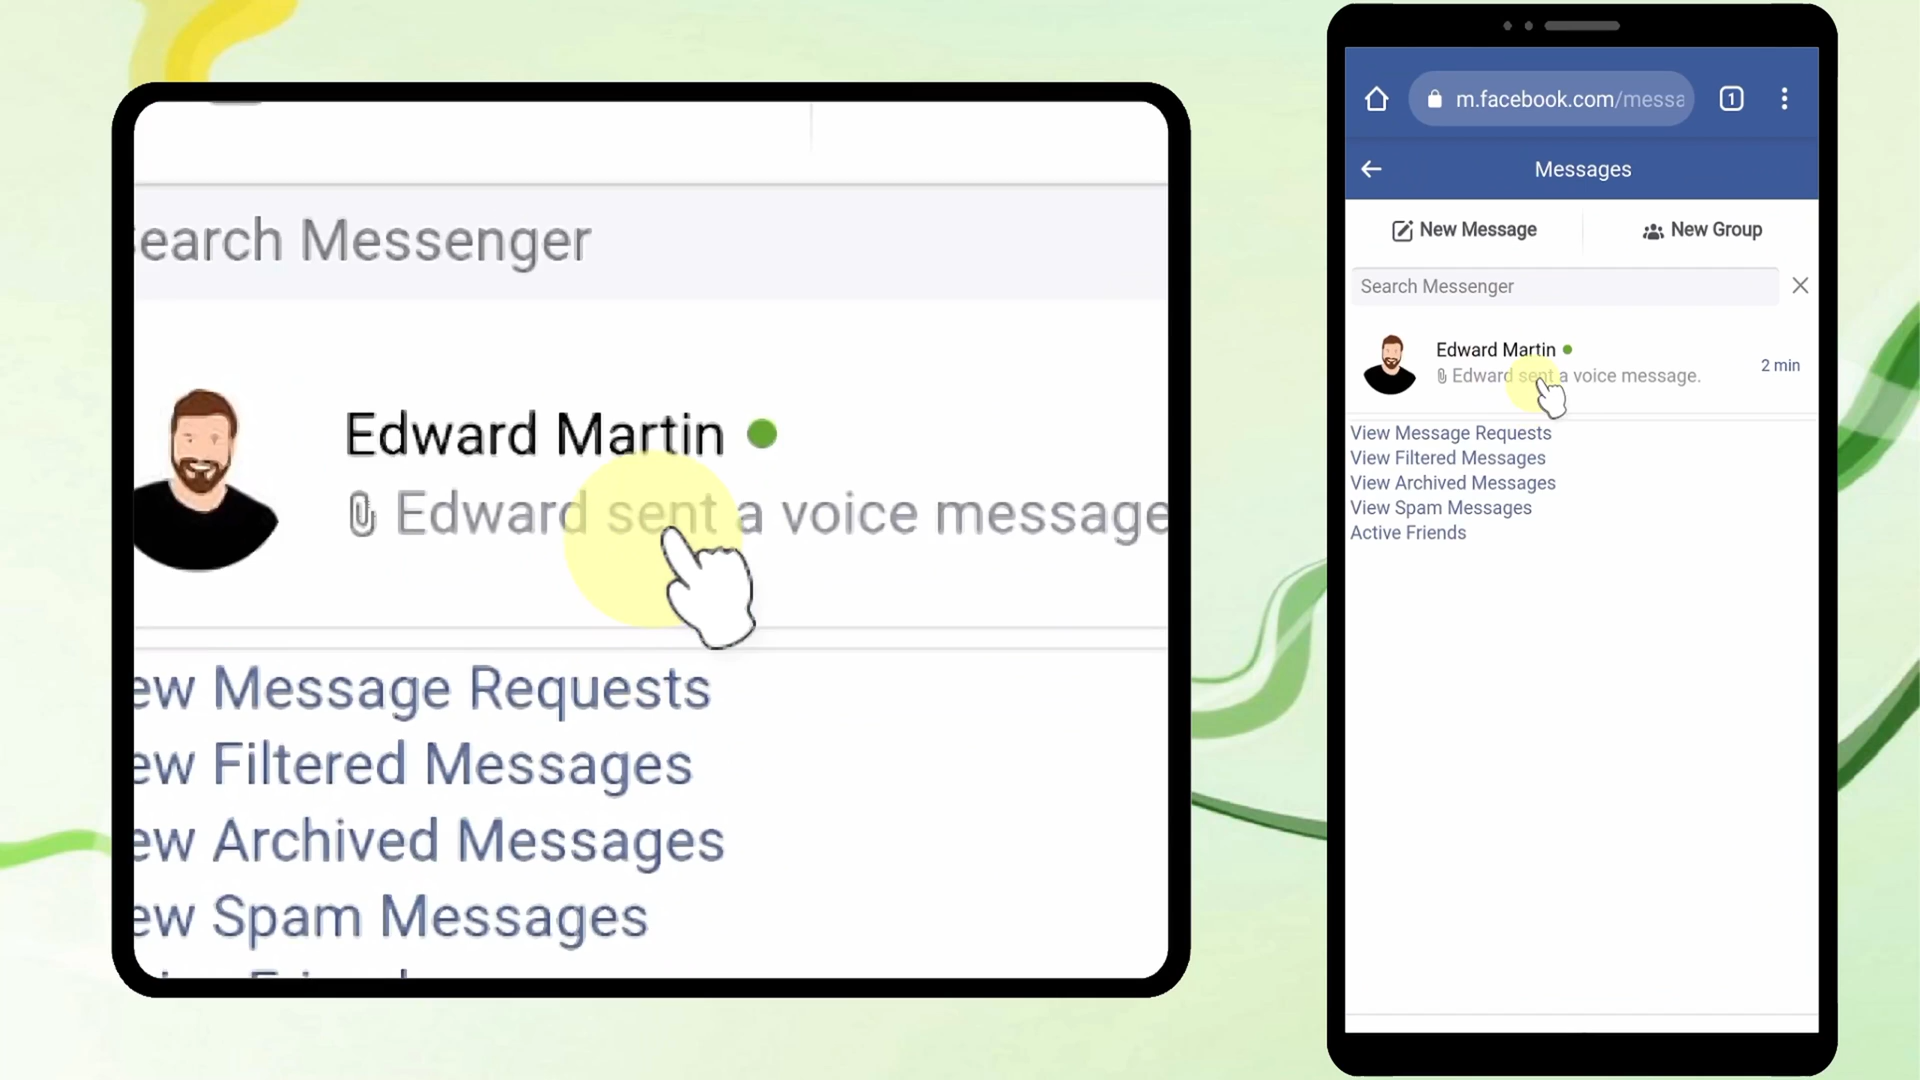 earch Messenger
Edward Martin
Edward sent a voice message
ew Message Requests
ew Filtered Messages
ew Archived Messages
ew Spam Messages
m.facebook.com/messa
1
Messages
New Message
New Group
Search Messenger
Edward Martin
Edward sent a voice message.
2 min
View Message Requests
View Filtered Messages
View Archived Messages
View Spam Messages
Active Friends